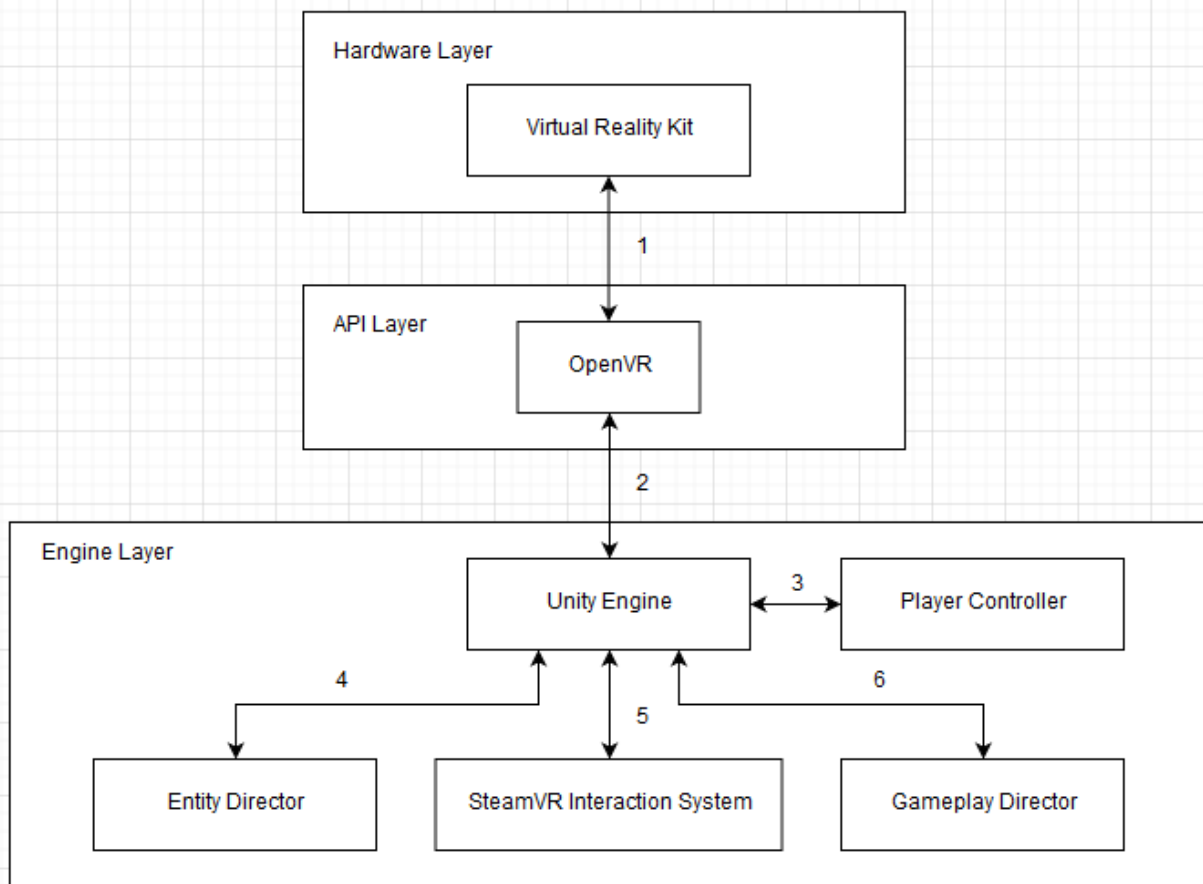 Hardware Layer
Virtual Reality Kit
1
API Layer
OpenVR
2
Engine Layer
Unity Engine
3
Player Controller
4
5
6
Entity Director
SteamVR Interaction System
Gameplay Director